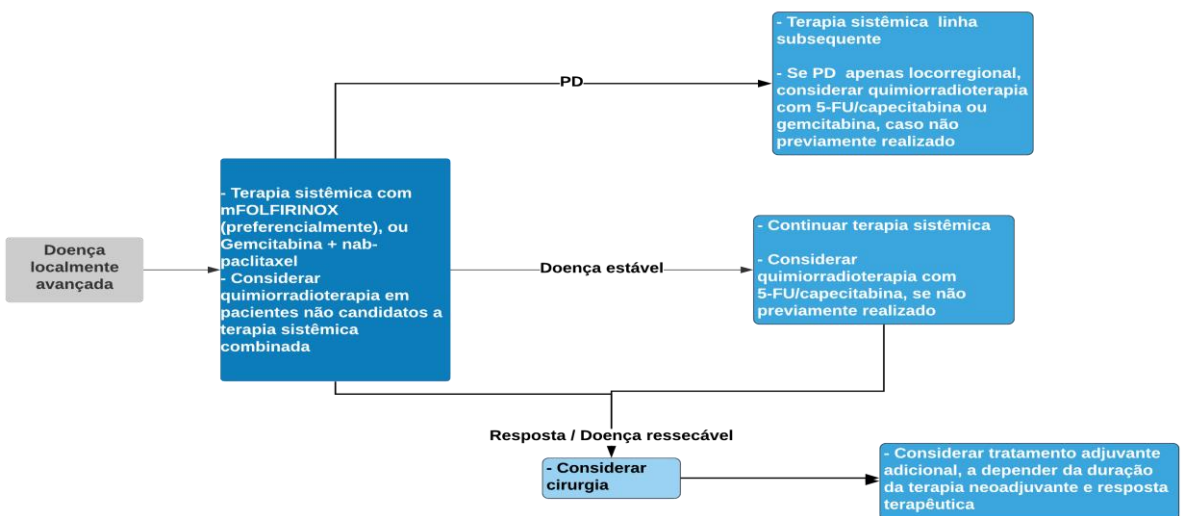 Doença
localmente
avançada
- Terapia sistêmica com
mFOLFIRINOX
(preferencialmente), ou
Gemcitabina + nab-
paclitaxel
- Considerar
quimiorradioterapia em
pacientes não candidatos a
terapia sistêmica
combinada
PD
- Terapia sistêmica linha
subsequente
- Se PD apenas locorregional,
considerar quimiorradioterapia
com 5-FU/capecitabina ou
gemcitabina, caso não
previamente realizado
Doença estável
- Continuar terapia sistêmica
- Considerar
quimiorradioterapia com
5-FU/capecitabina, se não
previamente realizado
Resposta / Doença ressecável
- Considerar
cirurgia
- Considerar tratamento adjuvante
adicional, a depender da duração
da terapia neoadjuvante e resposta
terapêutica